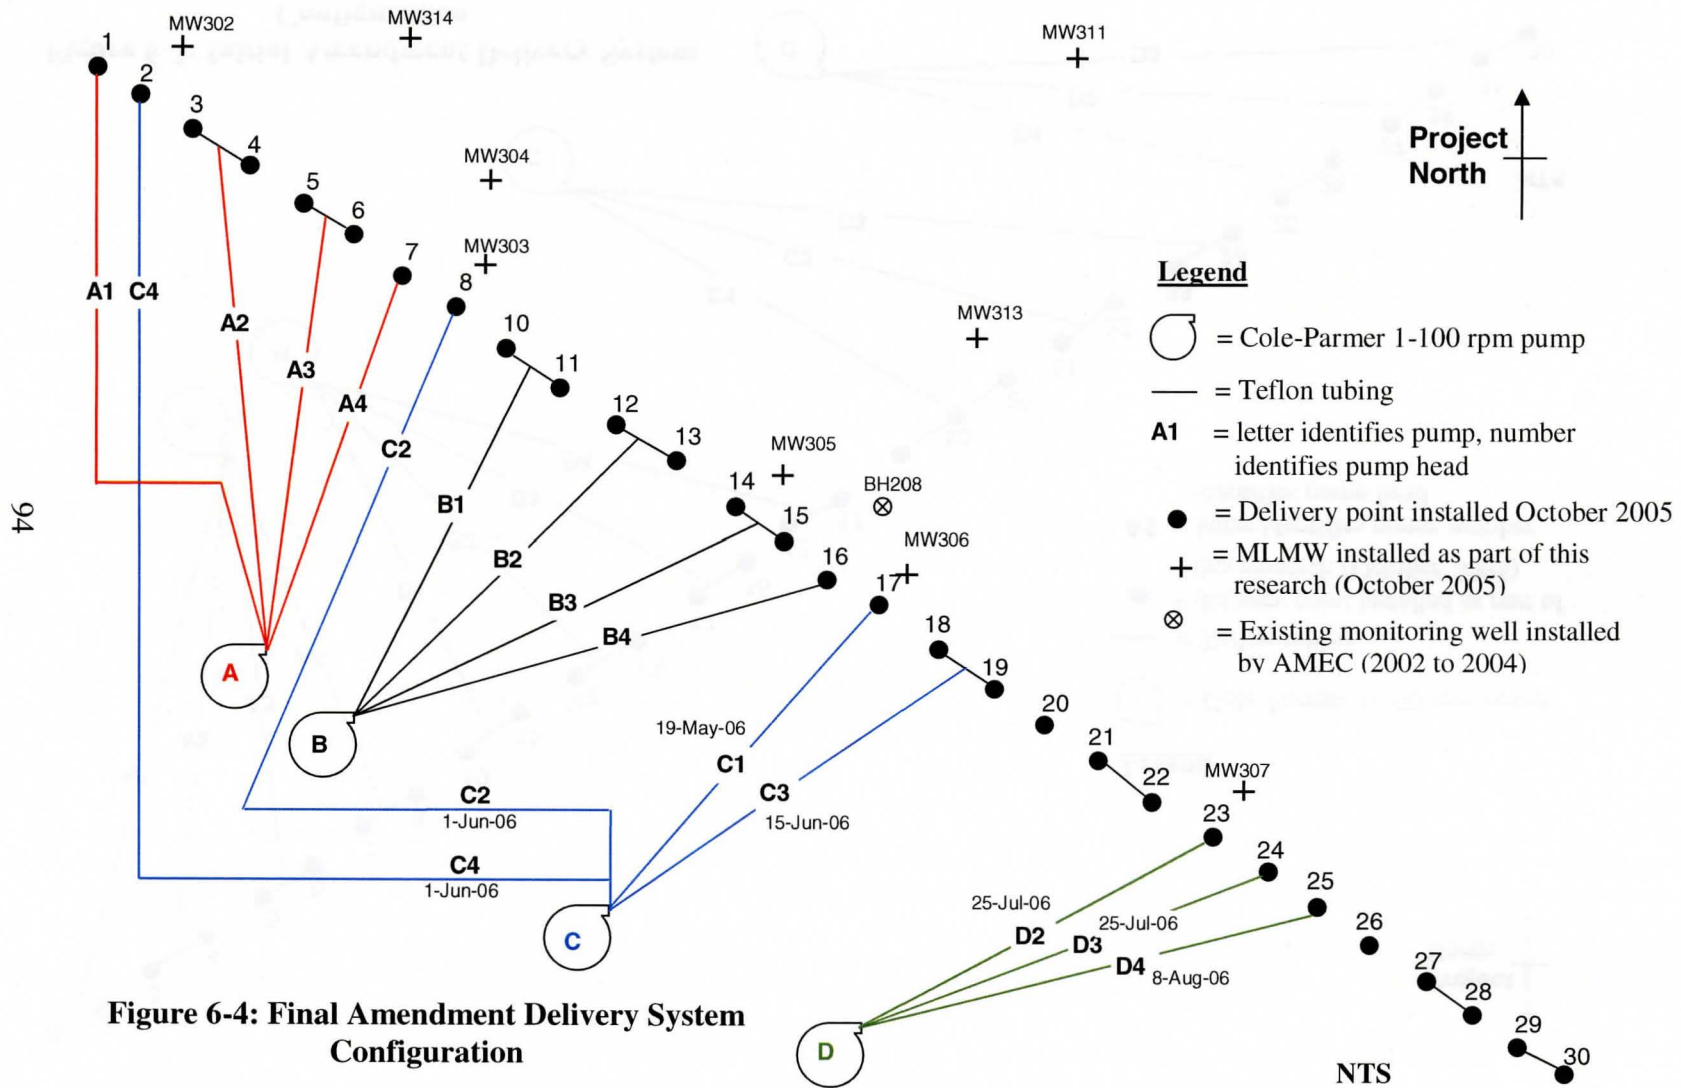 1
MW302
MW314
MW311
2
3
4
MW304
Project
North
5
6
7
MW303
8
Legend
A1
C4
A2
10
MW313
= Cole-Parmer 1-100 rpm pump
A3
11
A4
12
= Teflon tubing
C2
13
MW305
A1 = letter identifies pump, number
identifies pump head
14
BH208
B1
15
= Delivery point installed October 2005
94
B2
16
MW306
= MLMW installed as part of this
research (October 2005)
17
B3
B4
18
= Existing monitoring well installed
by AMEC (2002 to 2004)
A
19
20
B
19-May-06
21
C1
22
MW307
C2
C3
1-Jun-06
15-Jun-06
23
24
C4
1-Jun-06
25
25-Jul-06
25-Jul-06
26
C
D2
D3
D4
8-Aug-06
27
28
Figure 6-4: Final Amendment Delivery System
Configuration
29
D
30
NTS